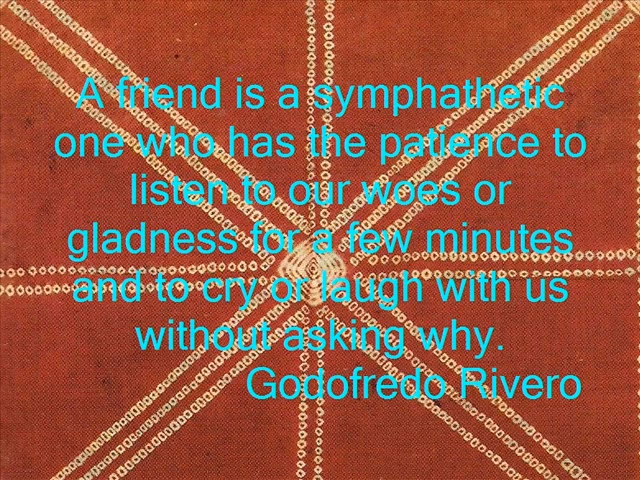 A friend is a symphathetic
one who has the patience to
listen to our woes or
gladness for a few minutes
and to cry or laugh with us
without asking why.
Godofredo Rivero